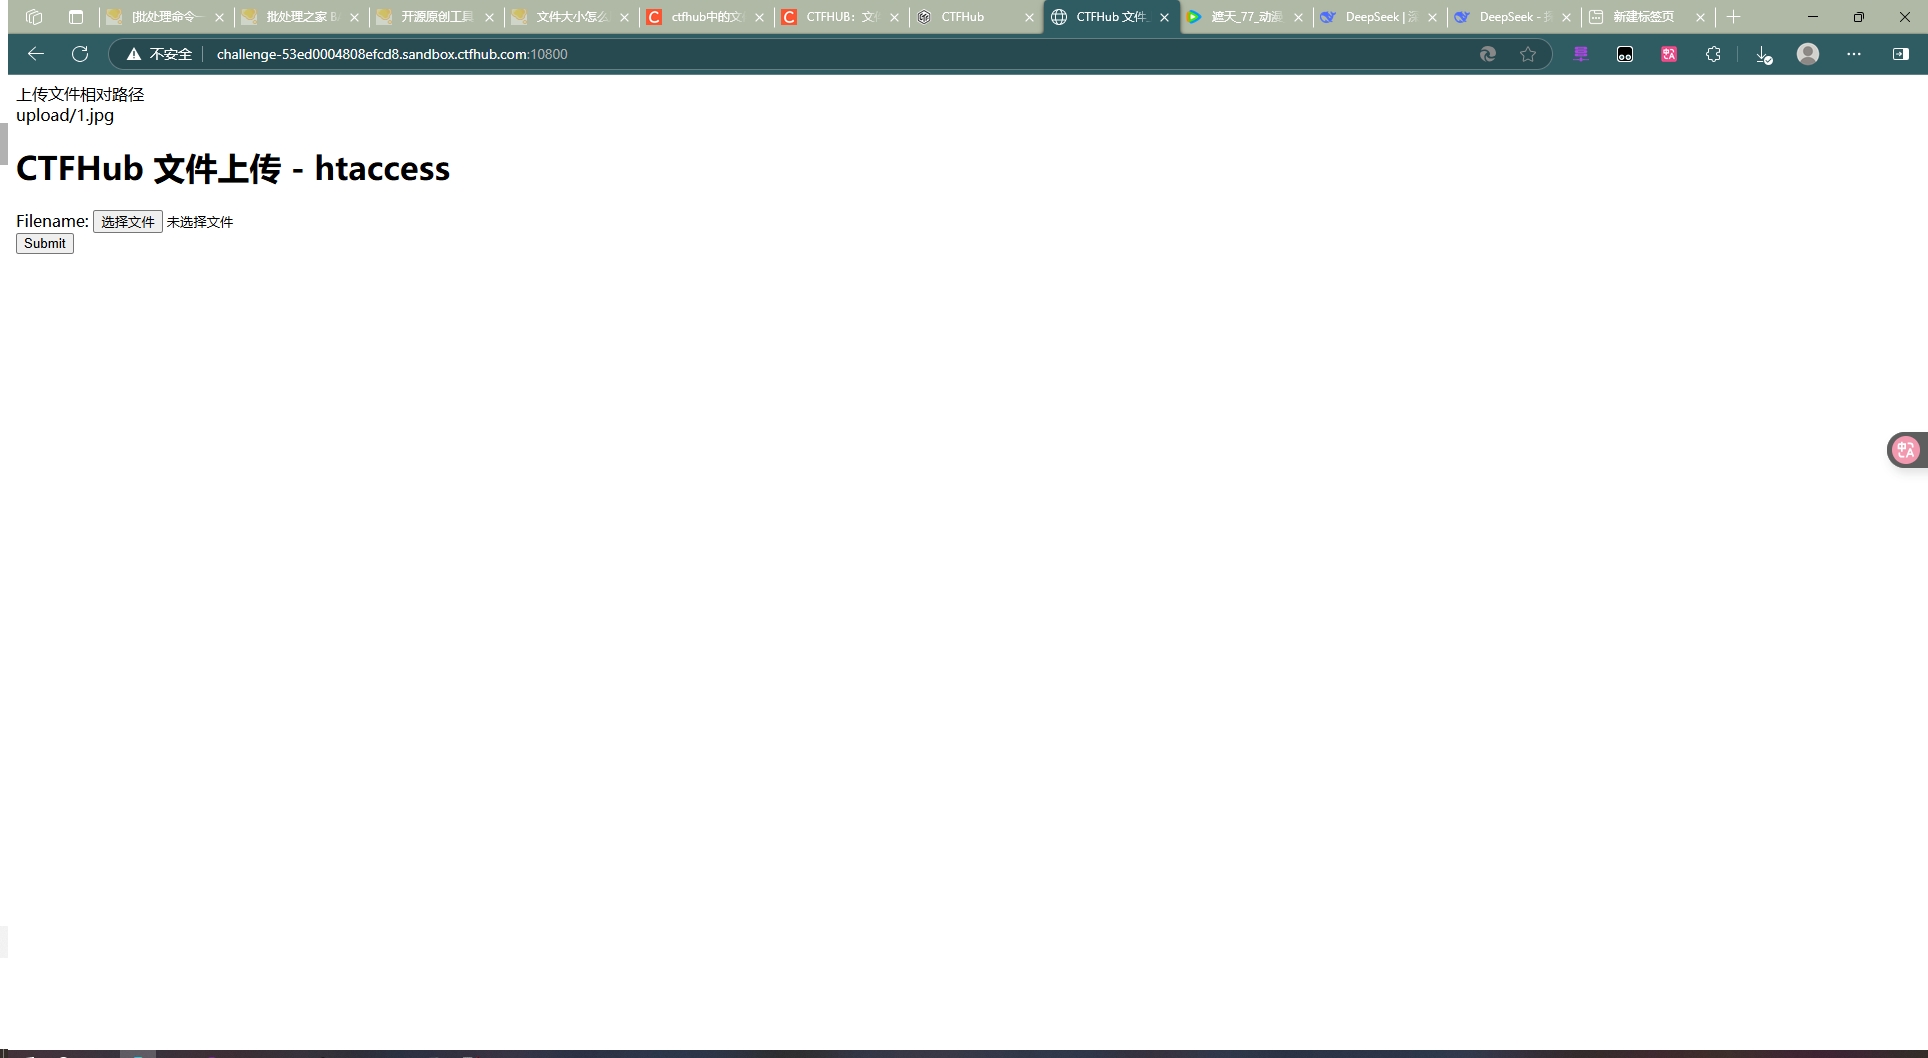 [批处理命令一
批处理之家 BA
开源原创工具
文件大小怎么
ctfhub中的文
CTFHUB：文件
CTFHub
CTFHub 文件
遮天_77_动漫
DeepSeek | 深
DeepSeek - 探
新建标签页
不安全
challenge-53ed0004808efcd8.sandbox.ctfhub.com:10800
上传文件相对路径
upload/1.jpg
CTFHub 文件上传 - htaccess
Filename: 选择文件 未选择文件
Submit